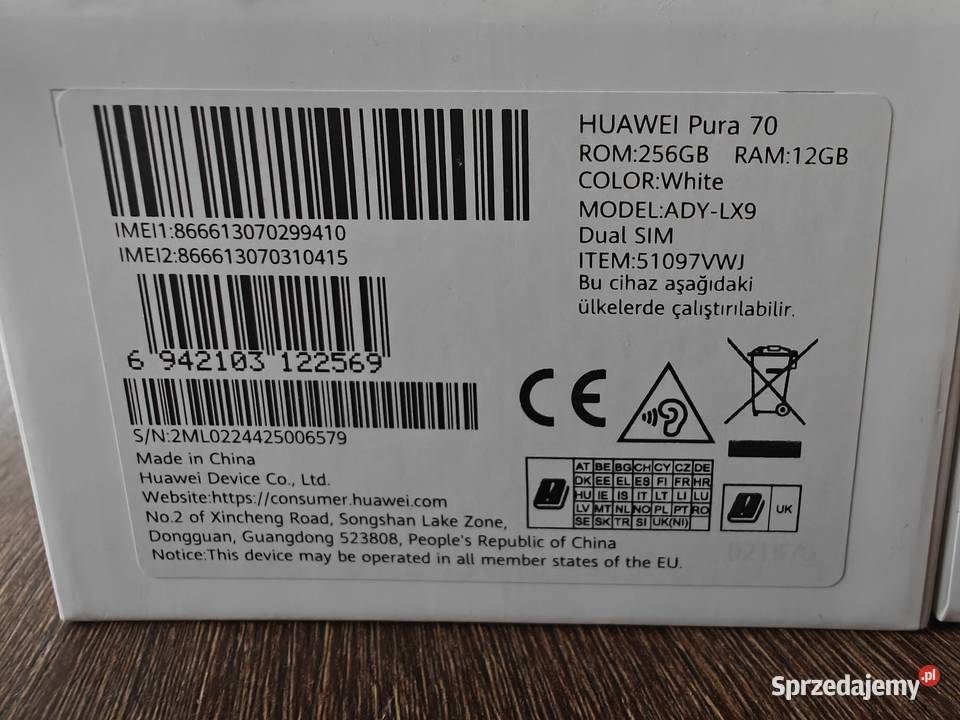 HUAWEI Pura 70
ROM:256GB RAM:12GB
COLOR:White
MODEL:ADY-LX9
Dual SIM
ITEM:51097VWJ
Bu cihaz aşağıdaki
ülkelerde çalıştırılabilir.
IMEI1:866613070299410
IMEI2:866613070310415
6 942103 122569
S/N:2ML0224425006579
Made in China
Huawei Device Co., Ltd.
Website:https://consumer.huawei.com
No.2 of Xincheng Road, Songshan Lake Zone,
Dongguan, Guangdong 523808, People's Republic of China
Notice:This device may be operated in all member states of the EU.
CE
AT BE BG CH CY CZ DE
DK EE EL ES FI FR HR
HU IE IS IT LT LI LU
LV MT NL NO PL PT RO
SE SK TR SI UK(NI)
UK
Sprzedajemy.pl